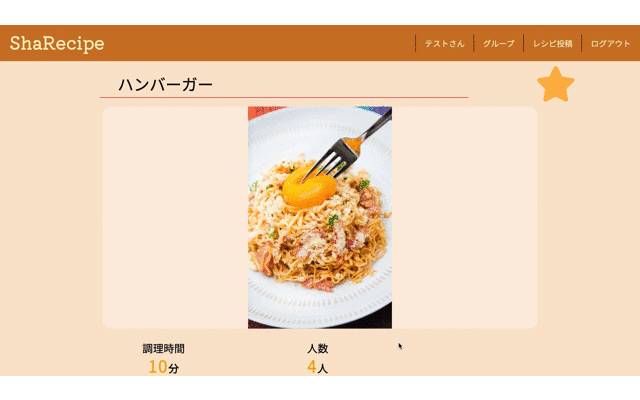 ShaRecipe
テストさん グループ レシピ投稿 ログアウト
ハンバーガー
調理時間 人数
10分 4人